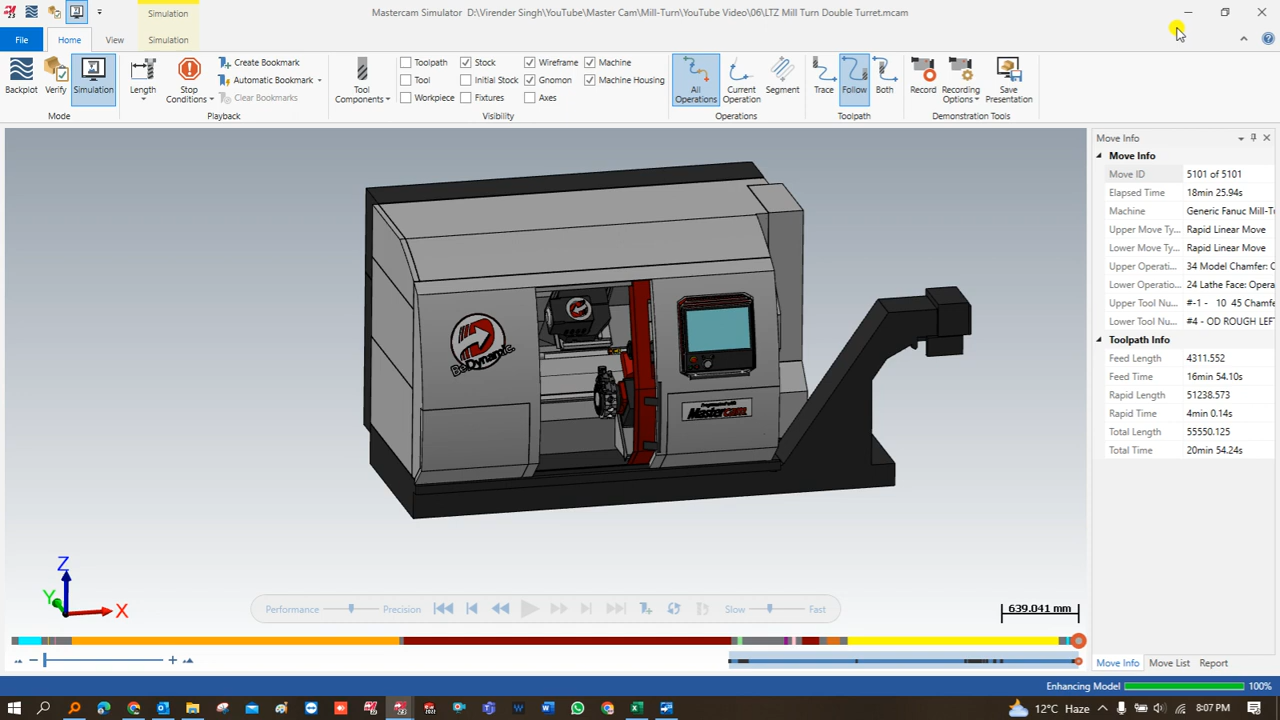 Mastercam Simulator D:\Virender Singh\YouTube\Master Cam\Mill-Turn\YouTube Video\06\LTZ Mill Turn Double Turret.mcam
Simulation
File
Home
View
Simulation
Backplot
Verify
Simulation
Mode
Length
Stop Conditions
Create Bookmark
Automatic Bookmark
Clear Bookmarks
Playback
Tool Components
Toolpath
Tool
Workpiece
Stock
Initial Stock
Fixtures
Wireframe
Gnomon
Axes
Machine
Machine Housing
Visibility
All Operations
Current Operation
Segment
Operations
Trace
Follow
Both
Toolpath
Record
Recording Options
Save Presentation
Demonstration Tools
BeDynamic.
Mastercam
Z
Y
X
Performance
Precision
Slow
Fast
639.041 mm
Move Info
Move Info
Move ID 5101 of 5101
Elapsed Time 18min 25.94s
Machine Generic Fanuc Mill-T
Upper Move Ty... Rapid Linear Move
Lower Move Ty... Rapid Linear Move
Upper Operati... 34 Model Chamfer: C
Lower Operatio... 24 Lathe Face: Opera
Upper Tool Nu... #-1 - 10 45 Chamfe
Lower Tool Nu... #4 - OD ROUGH LEFT
Toolpath Info
Feed Length 4311.552
Feed Time 16min 54.10s
Rapid Length 51238.573
Rapid Time 4min 0.14s
Total Length 55550.125
Total Time 20min 54.24s
Move Info
Move List
Report
Enhancing Model 100%
12°C Haze
8:07 PM